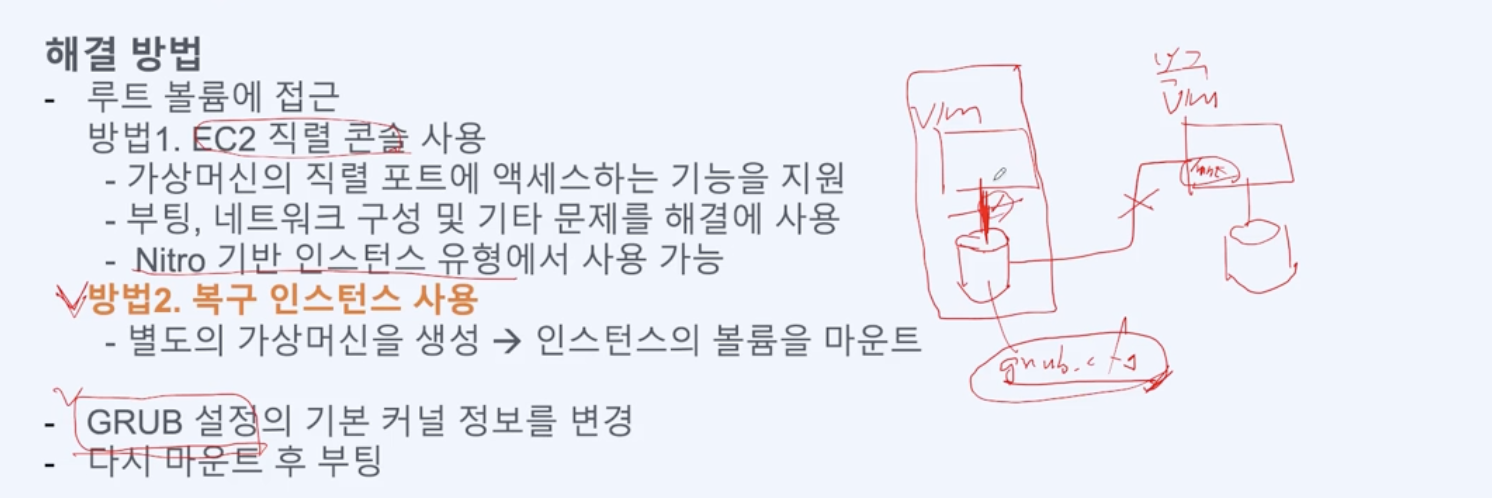 해결 방법
- 루트 볼륨에 접근
방법1. EC2 직렬 콘솔 사용
- 가상머신의 직렬 포트에 액세스하는 기능을 지원
- 부팅, 네트워크 구성 및 기타 문제를 해결에 사용
- Nitro 기반 인스턴스 유형에서 사용 가능
방법2. 복구 인스턴스 사용
- 별도의 가상머신을 생성 → 인스턴스의 볼륨을 마운트
- GRUB 설정의 기본 커널 정보를 변경
- 다시 마운트 후 부팅
VM
복구
VM
mnt
grub.cfg